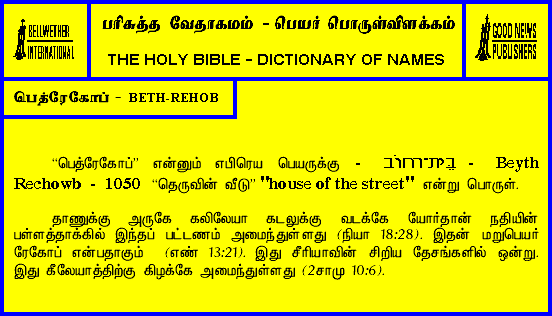 BELLWETHER
INTERNATIONAL
பரிசுத்த வேதாகமம் - பெயர் பொருள்விளக்கம்
THE HOLY BIBLE - DICTIONARY OF NAMES
GOOD NEWS
PUBLISHERS
பெத்ரேகோப் - BETH-REHOB
"பெத்ரேகோப்" என்னும் எபிரெய பெயருக்கு - בֵּית־רְחוֹב - Beyth
Rechowb - 1050 "தெருவின் வீடு" "house of the street" என்று பொருள்.
தாணுக்கு அருகே கலிலேயா கடலுக்கு வடக்கே யோர்தான் நதியின்
பள்ளத்தாக்கில் இந்தப் பட்டணம் அமைந்துள்ளது (நியா 18:28). இதன் மறுபெயர்
ரேகோப் என்பதாகும் (எண் 13:21). இது சீரியாவின் சிறிய தேசங்களில் ஒன்று.
இது கீலேயாத்திற்கு கிழக்கே அமைந்துள்ளது (2சாமு 10:6).